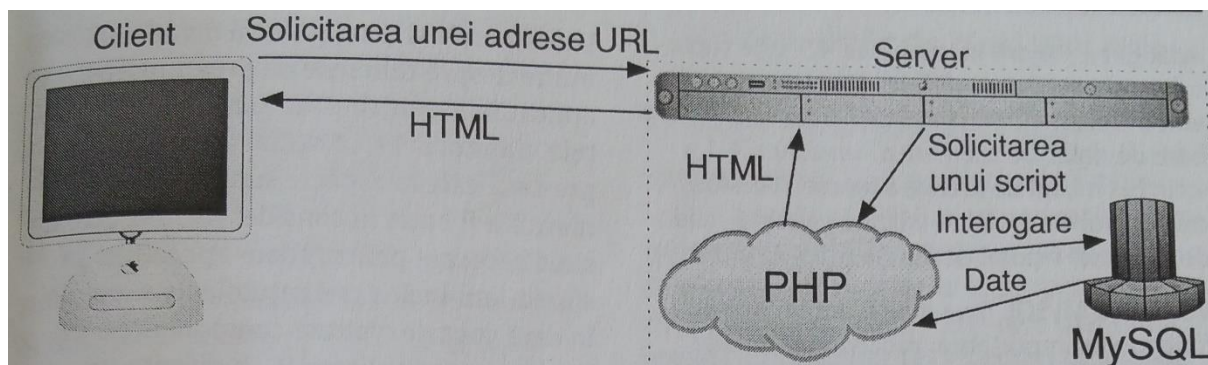 Client
Solicitarea unei adrese URL
Server
HTML
HTML
Solicitarea
unui script
Interogare
PHP
Date
MySQL